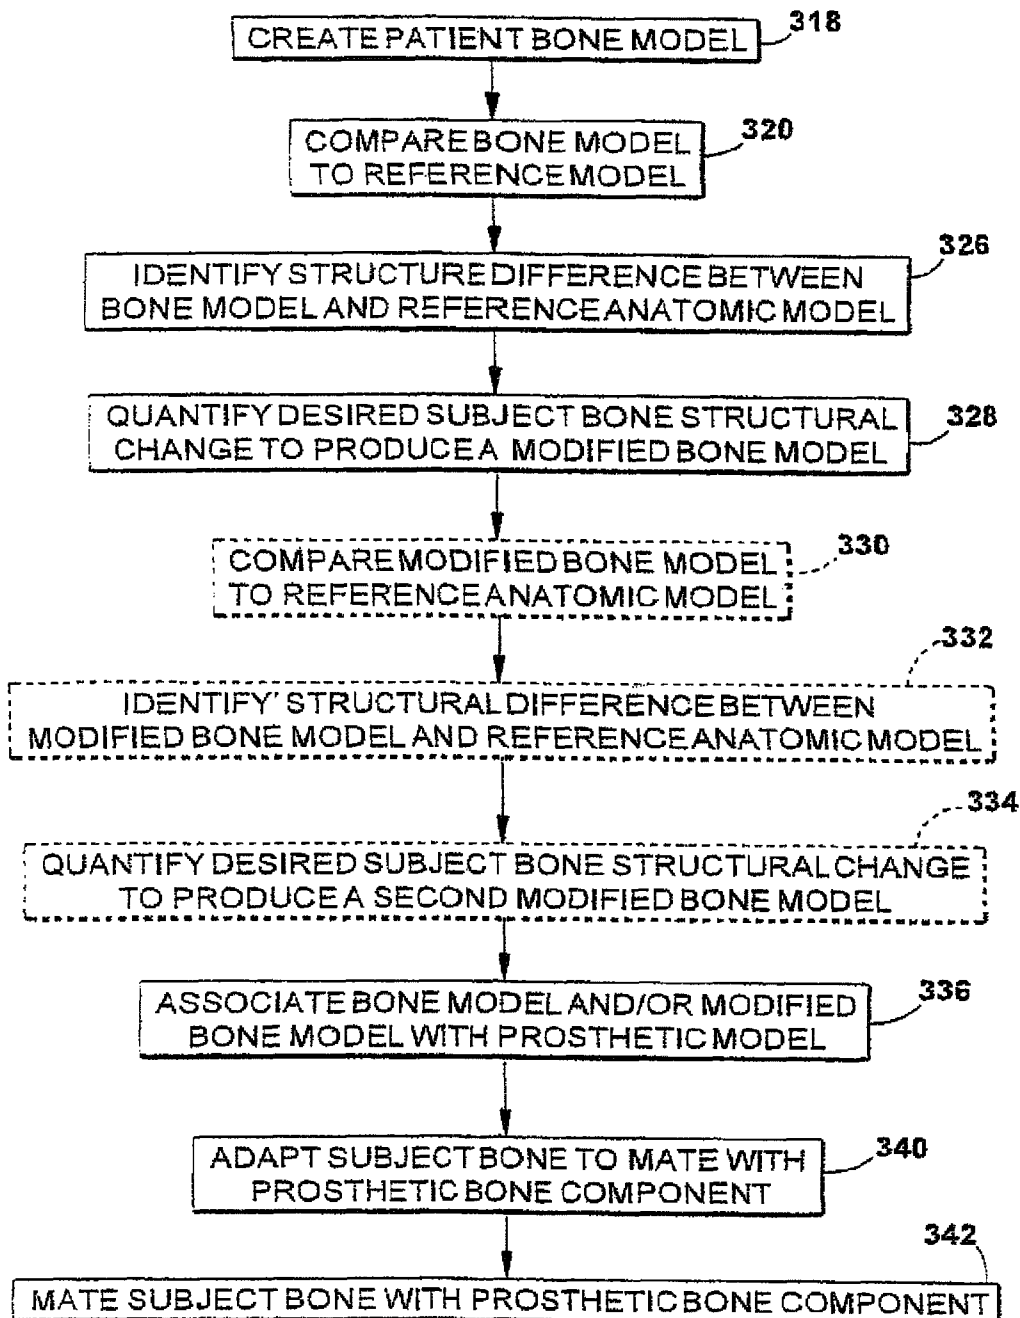 318
CREATE PATIENT BONE MODEL
320
COMPARE BONE MODEL
TO REFERENCE MODEL
326
IDENTIFY STRUCTURE DIFFERENCE BETWEEN
BONE MODEL AND REFERENCE ANATOMIC MODEL
328
QUANTIFY DESIRED SUBJECT BONE STRUCTURAL
CHANGE TO PRODUCE A MODIFIED BONE MODEL
330
COMPARE MODIFIED BONE MODEL
TO REFERENCE ANATOMIC MODEL
332
IDENTIFY' STRUCTURAL DIFFERENCE BETWEEN
MODIFIED BONE MODEL AND REFERENCE ANATOMIC MODEL
334
QUANTIFY DESIRED SUBJECT BONE STRUCTURAL CHANGE
TO PRODUCE A SECOND MODIFIED BONE MODEL
336
ASSOCIATE BONE MODEL AND/OR MODIFIED
BONE MODEL WITH PROSTHETIC MODEL
340
ADAPT SUBJECT BONE TO MATE WITH
PROSTHETIC BONE COMPONENT
342
MATE SUBJECT BONE WITH PROSTHETIC BONE COMPONENT